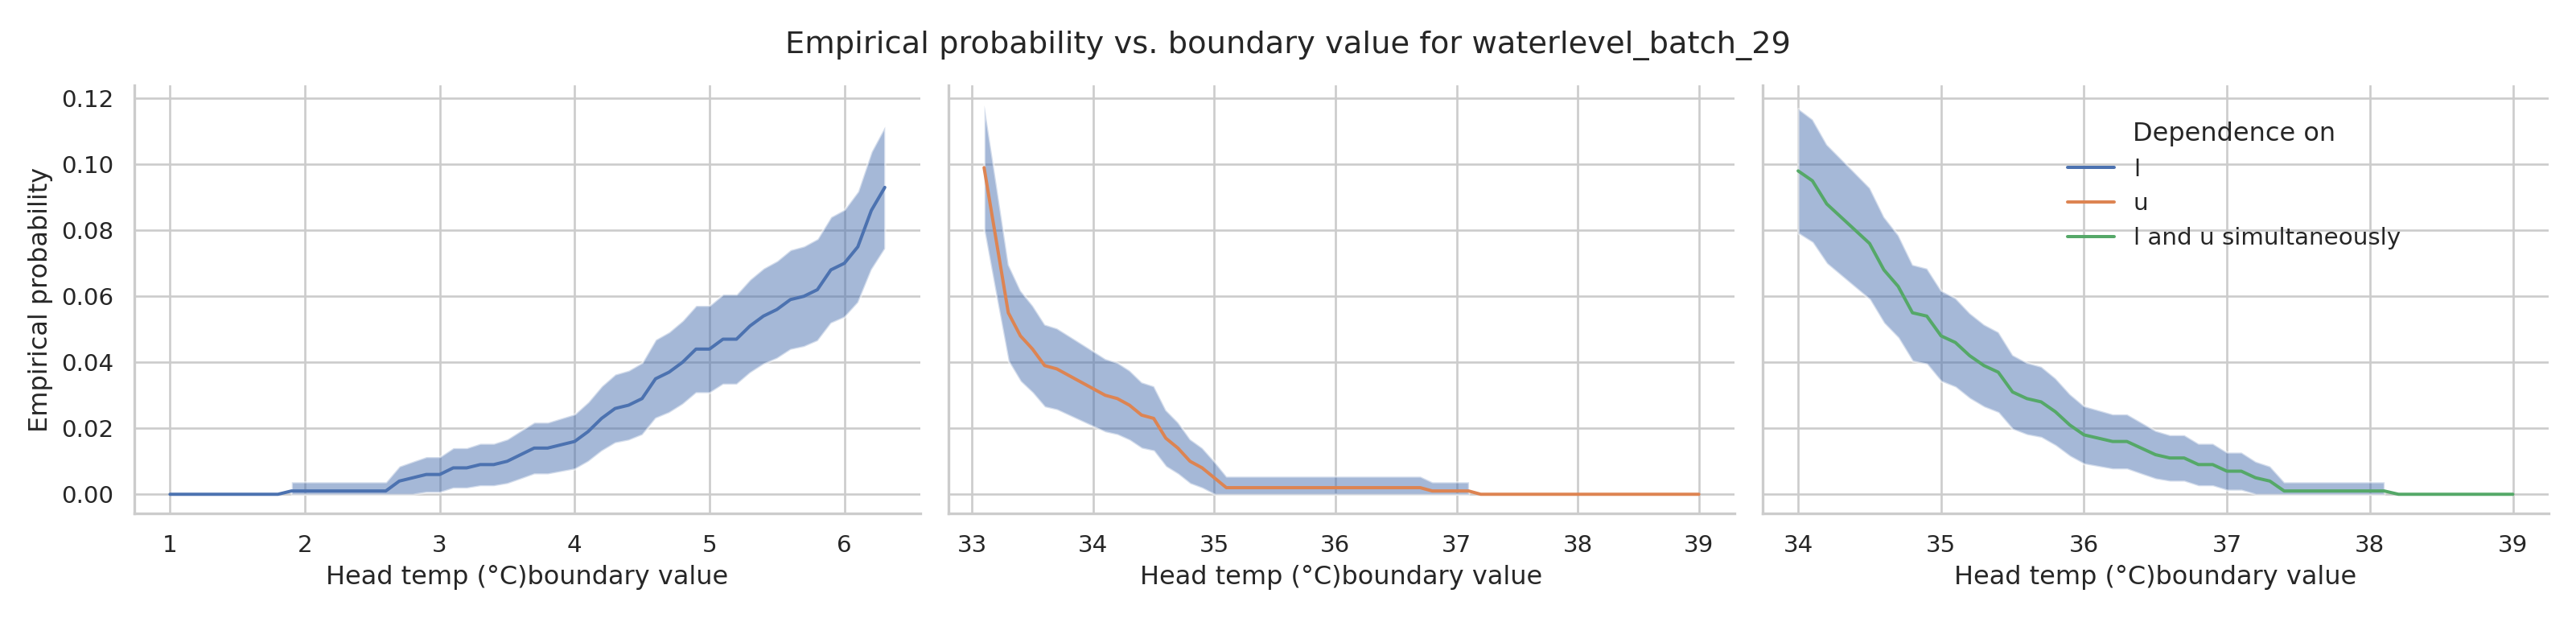 Empirical probability vs. boundary value for waterlevel_batch_29
Empirical probability
0.12
0.10
0.08
0.06
0.04
0.02
0.00
1 2 3 4 5 6
Head temp (°C)boundary value
33 34 35 36 37 38 39
Head temp (°C)boundary value
Dependence on
l
u
l and u simultaneously
34 35 36 37 38 39
Head temp (°C)boundary value